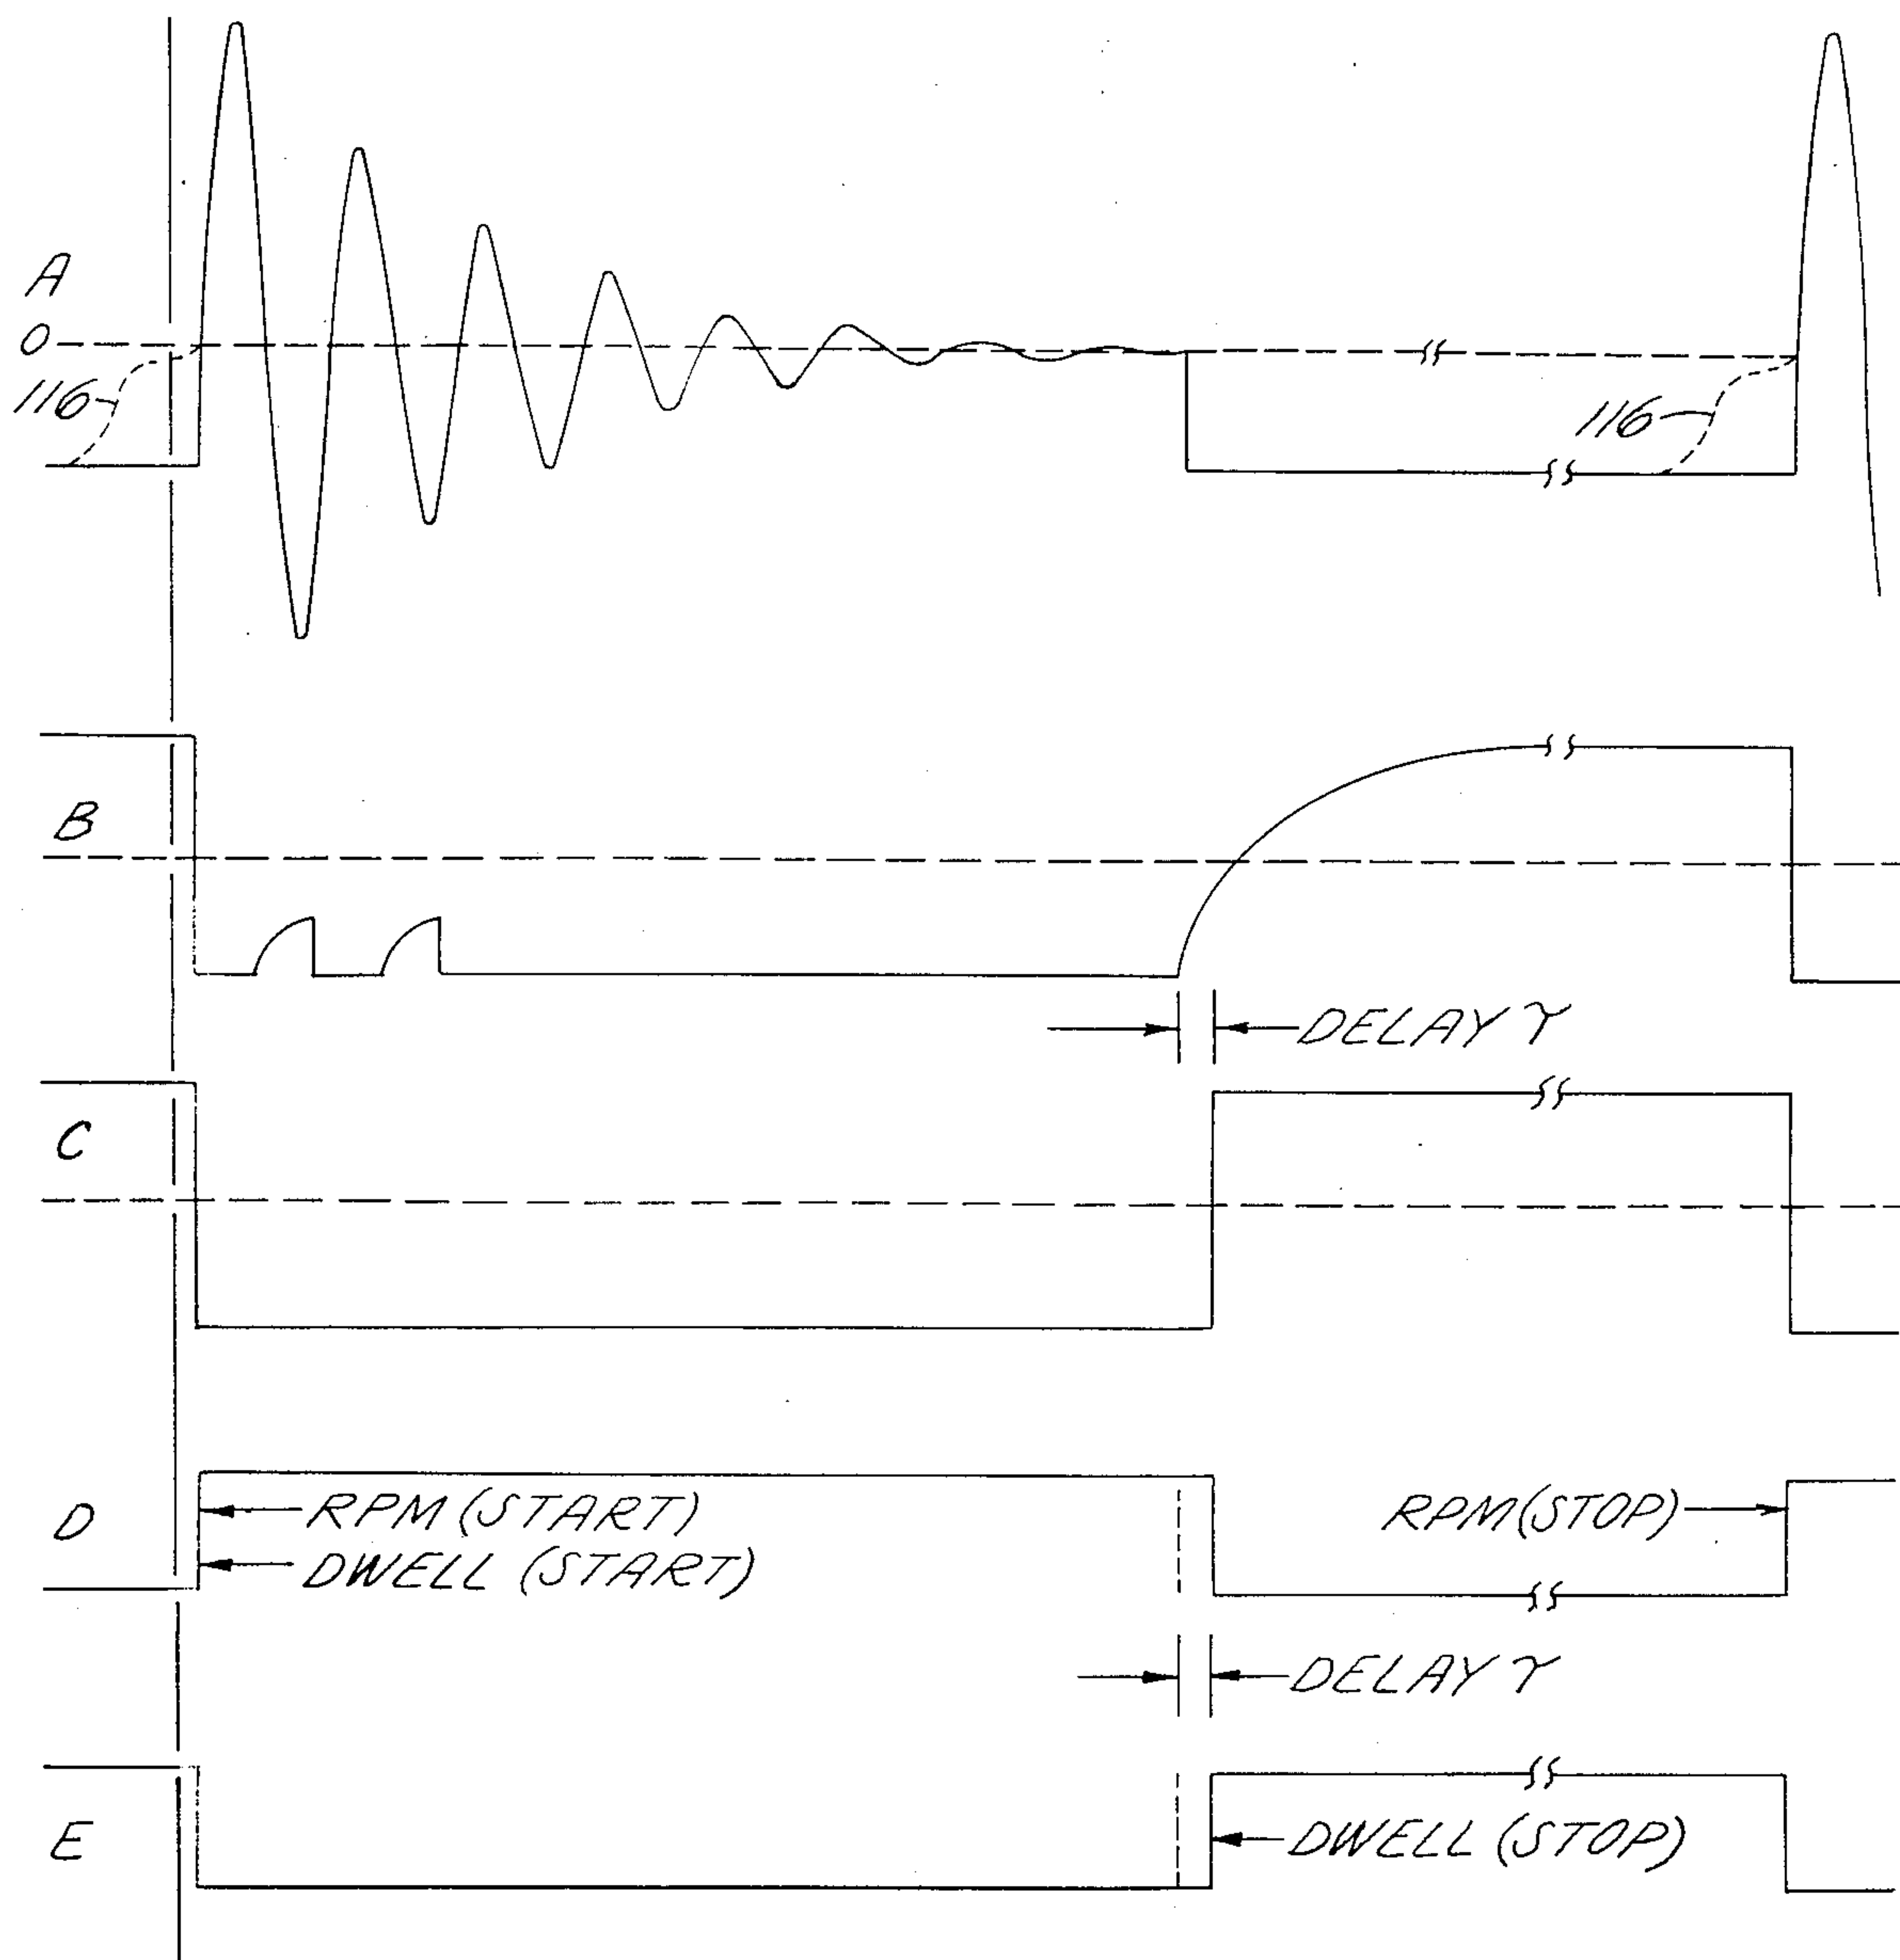 A
0
116
116
B
DELAY τ
C
D
RPM (START)
RPM (STOP)
DWELL (START)
DELAY τ
E
DWELL (STOP)